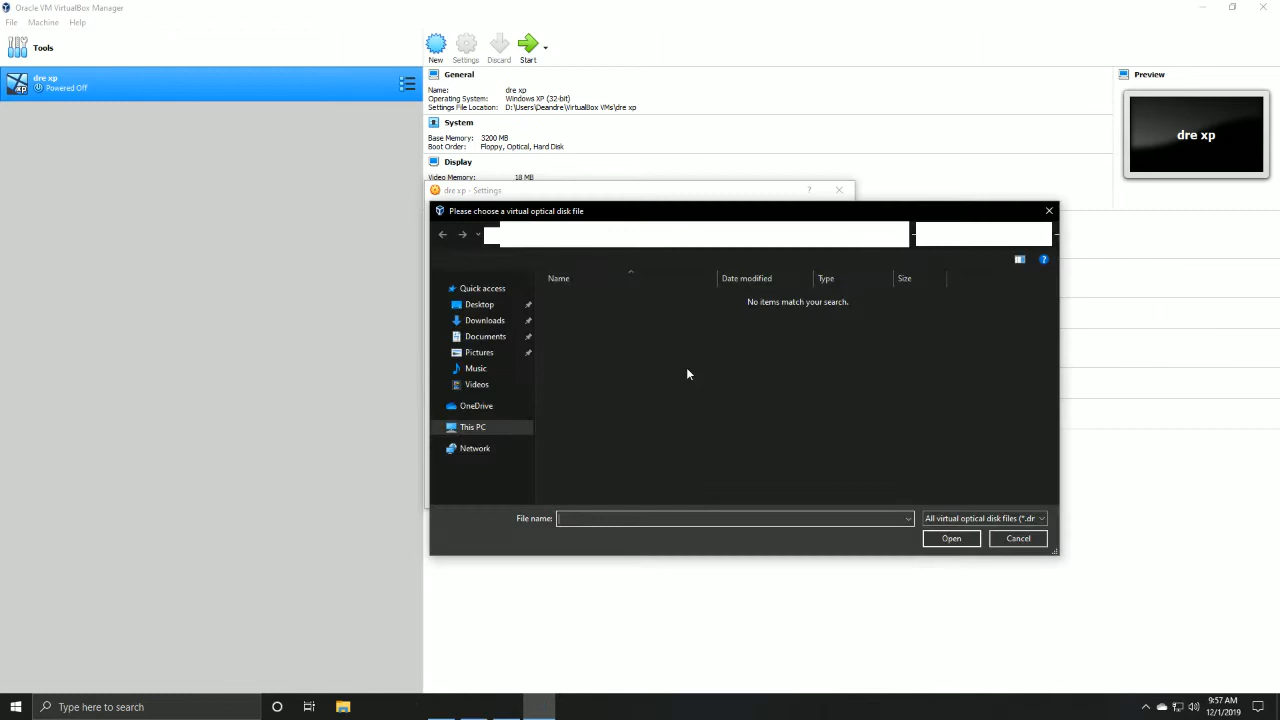 Oracle VM VirtualBox Manager
File Machine Help
Tools
dre xp
Powered Off
xp
New Settings Discard Start
General
Name: dre xp
Operating System: Windows XP (32-bit)
Settings File Location: D:\Users\Deandre\VirtualBox VMs\dre xp
System
Base Memory: 3200 MB
Boot Order: Floppy, Optical, Hard Disk
Display
Video Memory: 18 MB
Preview
dre xp
dre xp - Settings ?
Please choose a virtual optical disk file
Name Date modified Type Size
No items match your search.
Quick access
Desktop
Downloads
Documents
Pictures
Music
Videos
OneDrive
This PC
Network
File name: All virtual optical disk files (*.dr
Open Cancel
Type here to search
9:57 AM
12/1/2019